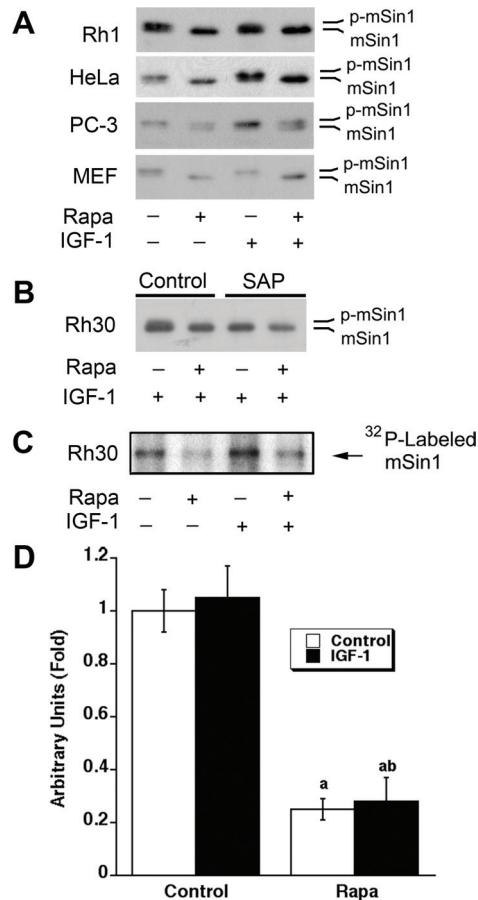 A
Rh1
p-mSin1
mSin1
HeLa
p-mSin1
mSin1
PC-3
p-mSin1
mSin1
MEF
p-mSin1
mSin1
Rapa − + − +
IGF-1 − − + +
B
Control SAP
Rh30
p-mSin1
mSin1
Rapa − + − +
IGF-1 + + + +
C
Rh30
³²P-Labeled
mSin1
Rapa − + − +
IGF-1 − − + +
D
1.2
1
0.8
0.6
0.4
0.2
0
Arbitrary Units (Fold)
Control
IGF-1
a
ab
Control Rapa